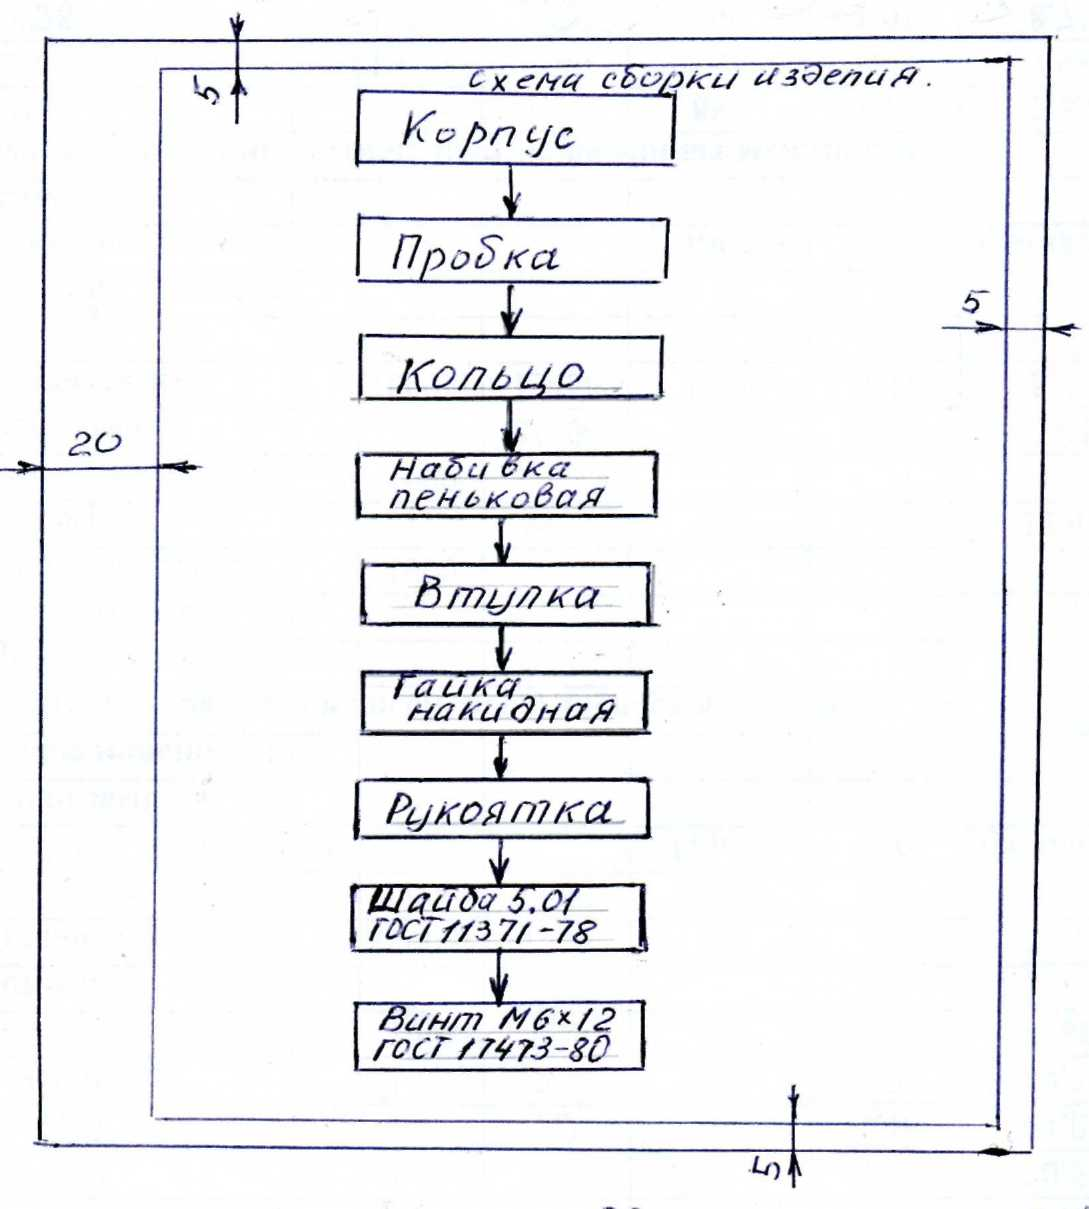 5
схема сборки изделия.
Корпус
Пробка
5
Кольцо
20
Набивка
пеньковая
Втулка
Гайка
накидная
Рукоятка
Шайба 5.01
ГОСТ 11371-78
Винт М6×12
ГОСТ 17473-80
5